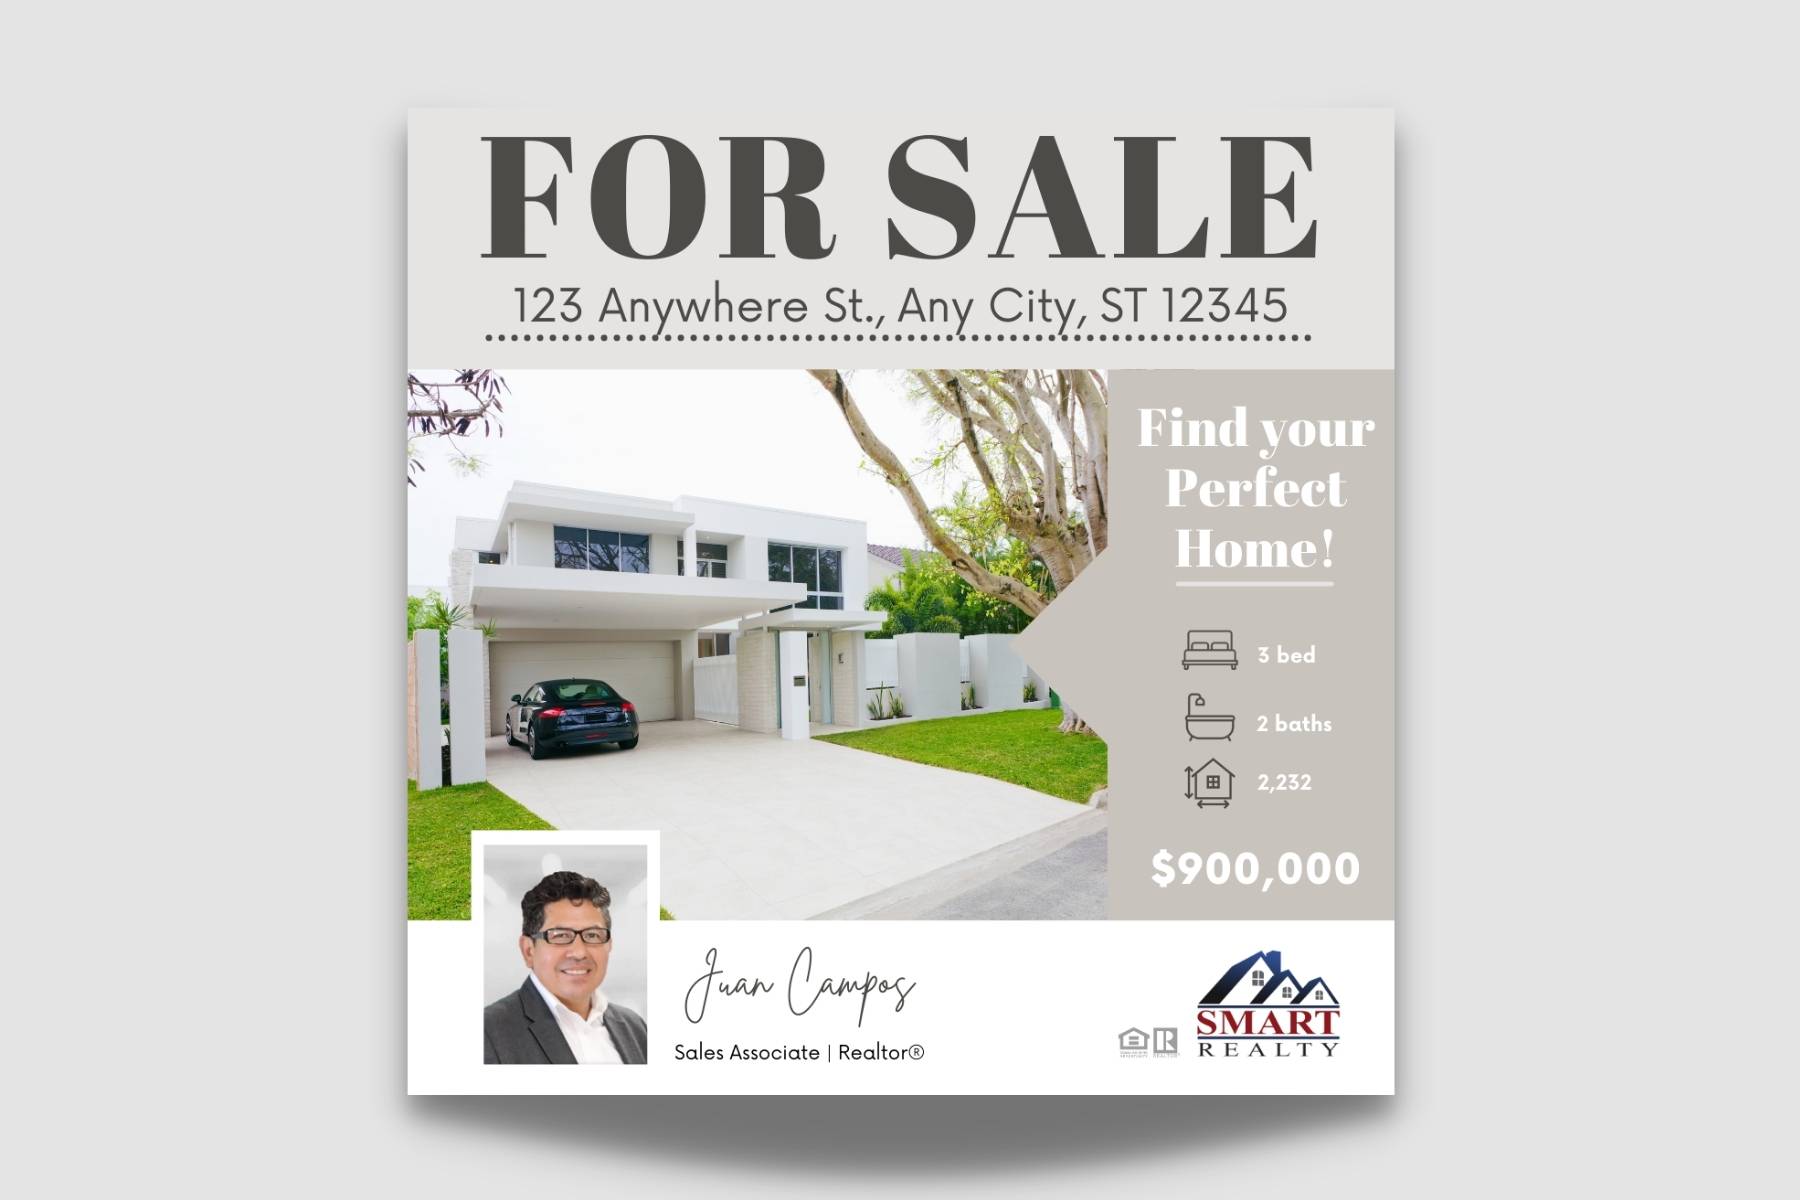 FOR SALE
123 Anywhere St., Any City, ST 12345
Find your
Perfect
Home!
3 bed
2 baths
2,232
$900,000
Juan Campos
Sales Associate | Realtor®
R
SMART
REALTY